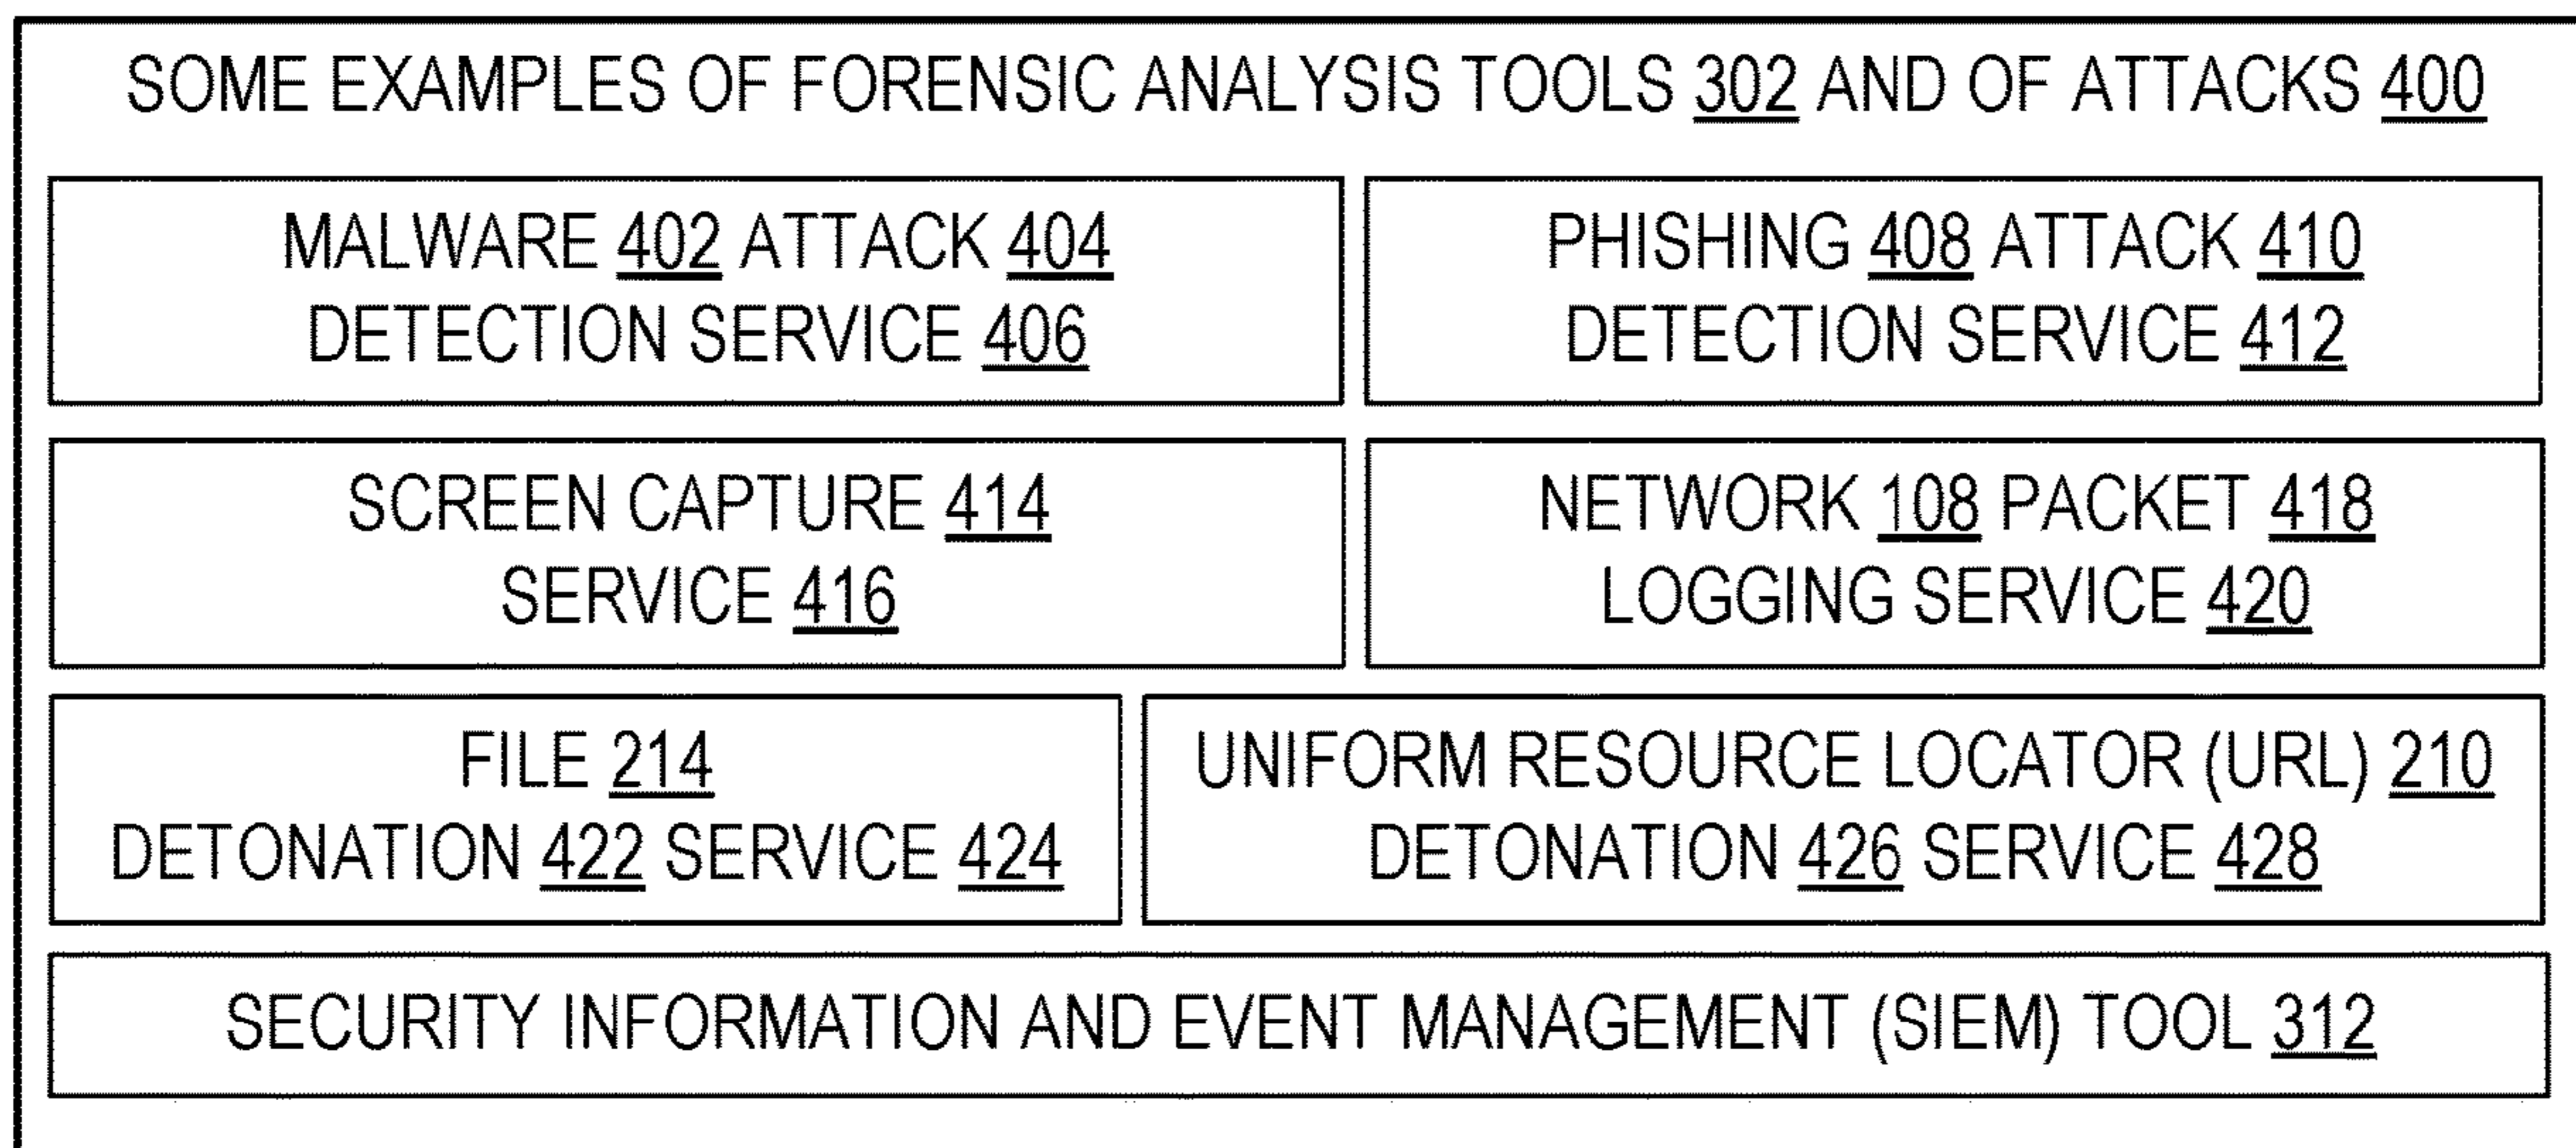 SOME EXAMPLES OF FORENSIC ANALYSIS TOOLS 302 AND OF ATTACKS 400
MALWARE 402 ATTACK 404
DETECTION SERVICE 406
PHISHING 408 ATTACK 410
DETECTION SERVICE 412
SCREEN CAPTURE 414
SERVICE 416
NETWORK 108 PACKET 418
LOGGING SERVICE 420
FILE 214
DETONATION 422 SERVICE 424
UNIFORM RESOURCE LOCATOR (URL) 210
DETONATION 426 SERVICE 428
SECURITY INFORMATION AND EVENT MANAGEMENT (SIEM) TOOL 312